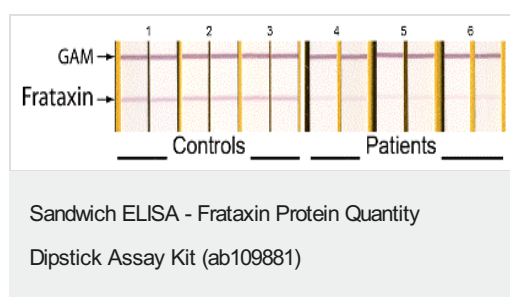 1 2 3 4 5 6
GAM
Frataxin
Controls Patients
Sandwich ELISA - Frataxin Protein Quantity
Dipstick Assay Kit (ab109881)